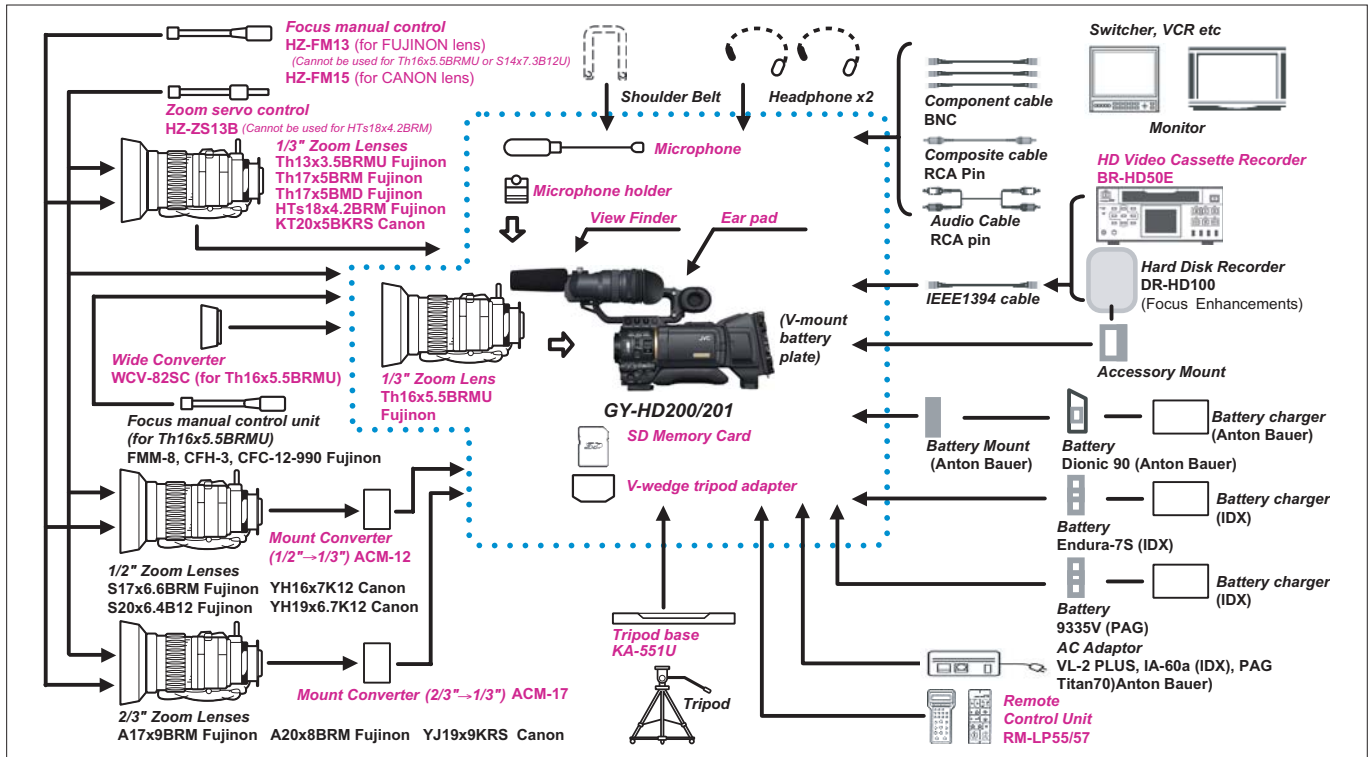 Focus manual control
HZ-FM13 (for FUJINON lens)
(Cannot be used for Th16x5.5BRMU or S14x7.3B12U)
HZ-FM15 (for CANON lens)
Zoom servo control
HZ-ZS13B (Cannot be used for HTs18x4.2BRM)
1/3" Zoom Lenses
Th13x3.5BRMU Fujinon
Th17x5BRM Fujinon
Th17x5BMD Fujinon
HTs18x4.2BRM Fujinon
KT20x5BKRS Canon
Wide Converter
WCV-82SC (for Th16x5.5BRMU)
Focus manual control unit
(for Th16x5.5BRMU)
FMM-8, CFH-3, CFC-12-990 Fujinon
Mount Converter
(1/2"→1/3") ACM-12
1/2" Zoom Lenses
S17x6.6BRM Fujinon YH16x7K12 Canon
S20x6.4B12 Fujinon YH19x6.7K12 Canon
Mount Converter (2/3"→1/3") ACM-17
2/3" Zoom Lenses
A17x9BRM Fujinon A20x8BRM Fujinon YJ19x9KRS Canon
Shoulder Belt
Headphone x2
Microphone
Microphone holder
View Finder
Ear pad
1/3" Zoom Lens
Th16x5.5BRMU
Fujinon
JVC
(V-mount
battery
plate)
GY-HD200/201
SD Memory Card
V-wedge tripod adapter
Tripod base
KA-551U
Tripod
Component cable
BNC
Composite cable
RCA Pin
Audio Cable
RCA pin
IEEE1394 cable
Switcher, VCR etc
Monitor
HD Video Cassette Recorder
BR-HD50E
Hard Disk Recorder
DR-HD100
(Focus Enhancements)
Accessory Mount
Battery Mount
(Anton Bauer)
Battery
Dionic 90 (Anton Bauer)
Battery charger
(Anton Bauer)
Battery
Endura-7S (IDX)
Battery charger
(IDX)
Battery
9335V (PAG)
Battery charger
(IDX)
AC Adaptor
VL-2 PLUS, IA-60a (IDX), PAG
Titan70)Anton Bauer)
Remote
Control Unit
RM-LP55/57